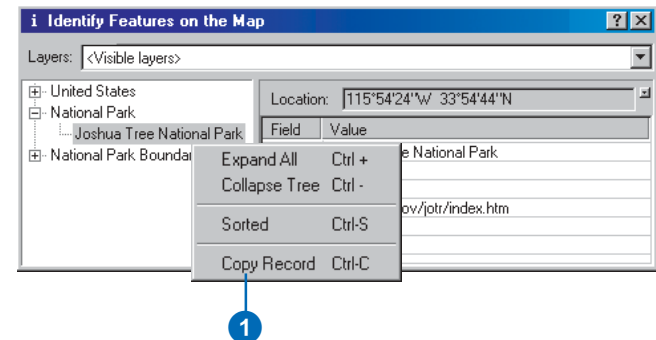 i Identify Features on the Map
? X
Layers: <Visible layers>
United States
National Park
Joshua Tree National Park
National Park Boundar
Location: 115°54'24"W 33°54'44"N
Field Value
e National Park
ov/jotr/index.htm
Expand All Ctrl +
Collapse Tree Ctrl -
Sorted Ctrl-S
Copy Record Ctrl-C
1